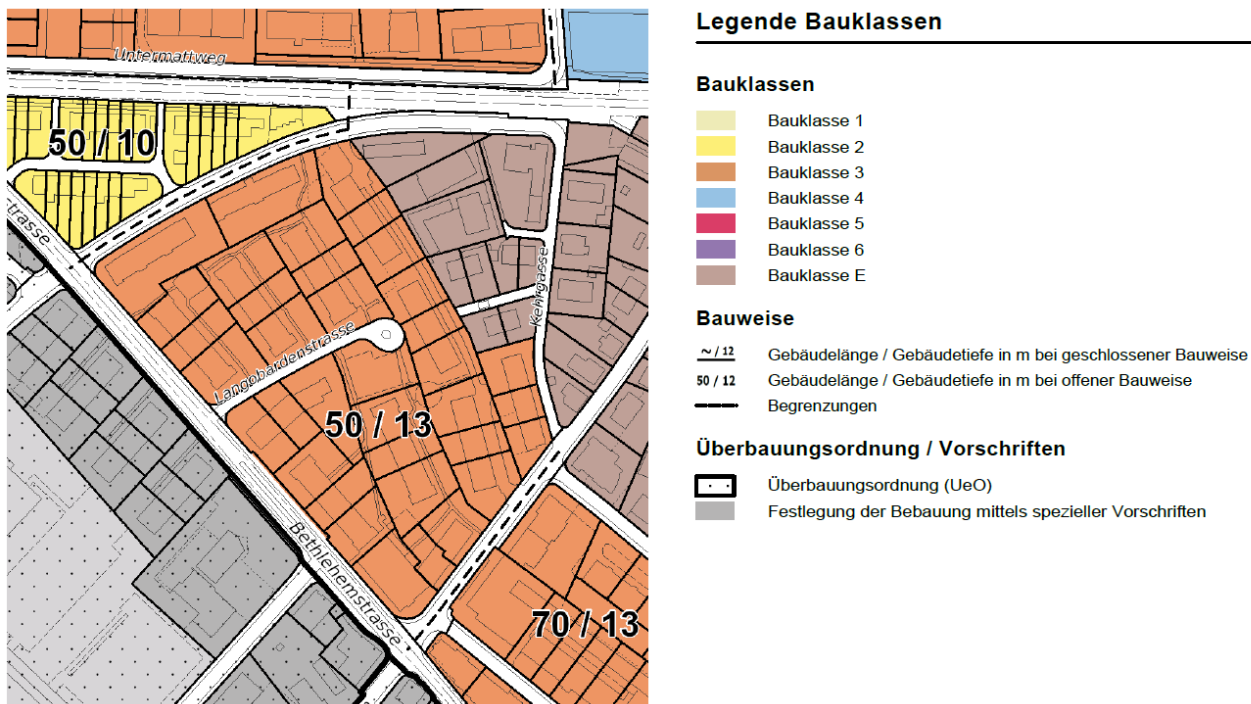 Untermattweg
50 / 10
strasse
Kehrgasse
Langobardenstrasse
50 / 13
Bethlehemstrasse
70 / 13
Legende Bauklassen
Bauklassen
Bauklasse 1
Bauklasse 2
Bauklasse 3
Bauklasse 4
Bauklasse 5
Bauklasse 6
Bauklasse E
Bauweise
~ / 12 Gebäudelänge / Gebäudetiefe in m bei geschlossener Bauweise
50 / 12 Gebäudelänge / Gebäudetiefe in m bei offener Bauweise
Begrenzungen
Überbauungsordnung / Vorschriften
Überbauungsordnung (UeO)
Festlegung der Bebauung mittels spezieller Vorschriften